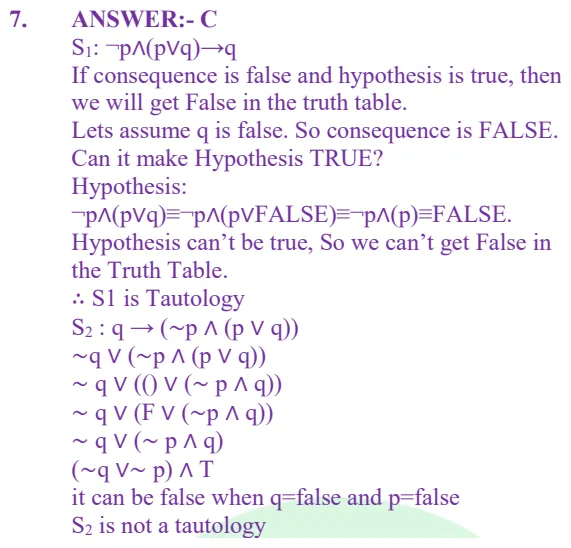 7. ANSWER:- C
S₁: ¬p∧(p∨q)→q
If consequence is false and hypothesis is true, then
we will get False in the truth table.
Lets assume q is false. So consequence is FALSE.
Can it make Hypothesis TRUE?
Hypothesis:
¬p∧(p∨q)≡¬p∧(p∨FALSE)≡¬p∧(p)≡FALSE.
Hypothesis can’t be true, So we can’t get False in
the Truth Table.
∴ S1 is Tautology
S₂ : q → (~p ∧ (p ∨ q))
~q ∨ (~p ∧ (p ∨ q))
~ q ∨ (() ∨ (~ p ∧ q))
~ q ∨ (F ∨ (~p ∧ q))
~ q ∨ (~ p ∧ q)
(~q ∨~ p) ∧ T
it can be false when q=false and p=false
S₂ is not a tautology